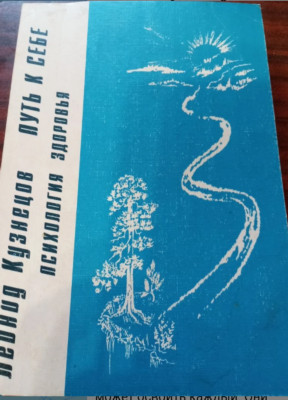 Леонид Кузнецов
ПУТЬ К СЕБЕ
ПСИХОЛОГИЯ ЗДОРОВЬЯ